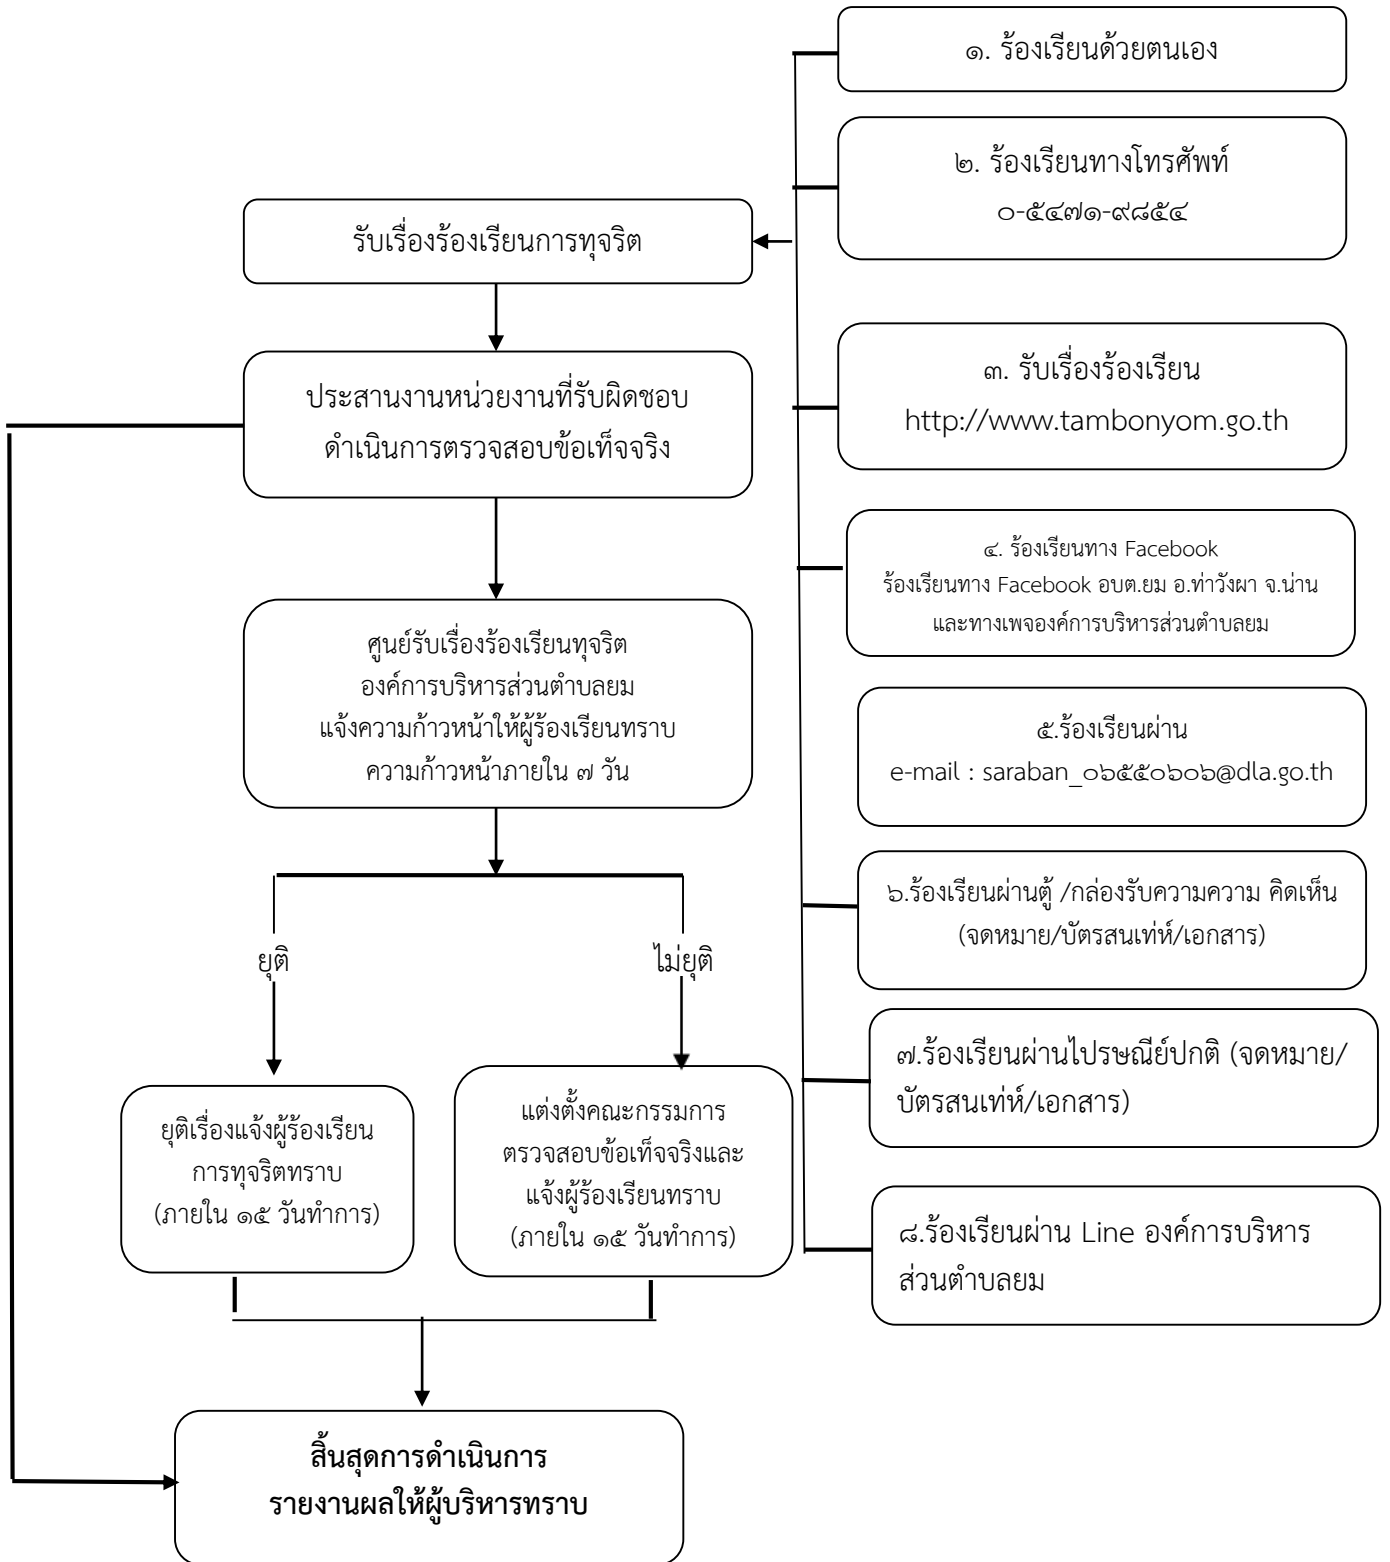 ๑. ร้องเรียนด้วยตนเอง
๒. ร้องเรียนทางโทรศัพท์
๐-๕๔๗๑-๙๘๕๔
รับเรื่องร้องเรียนการทุจริต
๓. รับเรื่องร้องเรียน
http://www.tambonyom.go.th
ประสานงานหน่วยงานที่รับผิดชอบ
ดำเนินการตรวจสอบข้อเท็จจริง
๔. ร้องเรียนทาง Facebook
ร้องเรียนทาง Facebook อบต.ยม อ.ท่าวังผา จ.น่าน
และทางเพจองค์การบริหารส่วนตำบลยม
ศูนย์รับเรื่องร้องเรียนทุจริต
องค์การบริหารส่วนตำบลยม
แจ้งความก้าวหน้าให้ผู้ร้องเรียนทราบ
ความก้าวหน้าภายใน ๗ วัน
๕.ร้องเรียนผ่าน
e-mail : saraban_๐๖๕๕๐๖๐๖@dla.go.th
๖.ร้องเรียนผ่านตู้ /กล่องรับความความ คิดเห็น
(จดหมาย/บัตรสนเท่ห์/เอกสาร)
ยุติ
ไม่ยุติ
๗.ร้องเรียนผ่านไปรษณีย์ปกติ (จดหมาย/
บัตรสนเท่ห์/เอกสาร)
ยุติเรื่องแจ้งผู้ร้องเรียน
การทุจริตทราบ
(ภายใน ๑๕ วันทำการ)
แต่งตั้งคณะกรรมการ
ตรวจสอบข้อเท็จจริงและ
แจ้งผู้ร้องเรียนทราบ
(ภายใน ๑๕ วันทำการ)
๘.ร้องเรียนผ่าน Line องค์การบริหาร
ส่วนตำบลยม
สิ้นสุดการดำเนินการ
รายงานผลให้ผู้บริหารทราบ